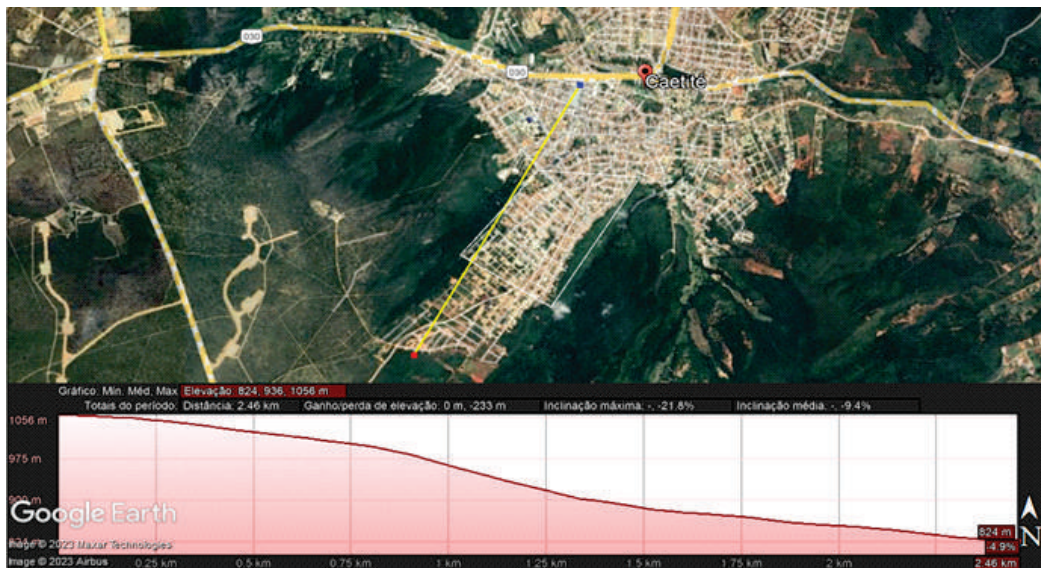 030
030
Caetité
Gráfico: Mín, Méd, Max Elevação: 824, 936, 1056 m
Totais do período: Distância: 2.46 km Ganho/perda de elevação: 0 m, -233 m Inclinação máxima: -, -21.8% Inclinação média: -, -9.4%
1056 m
975 m
900 m
824 m
Google Earth
824 m
-4.9%
N
Image © 2023 Maxar Technologies
Image © 2023 Airbus
0.25 km 0.5 km 0.75 km 1 km 1.25 km 1.5 km 1.75 km 2 km 2.46 km